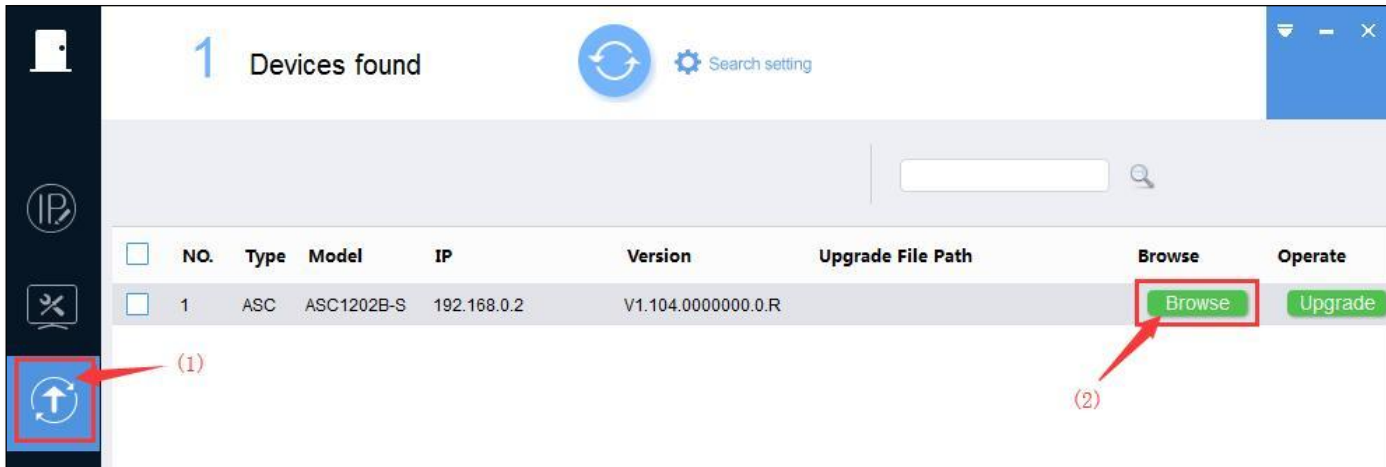 1 Devices found
Search setting
IP
NO. Type Model IP Version Upgrade File Path Browse Operate
1 ASC ASC1202B-S 192.168.0.2 V1.104.0000000.0.R Browse Upgrade
(1)
(2)